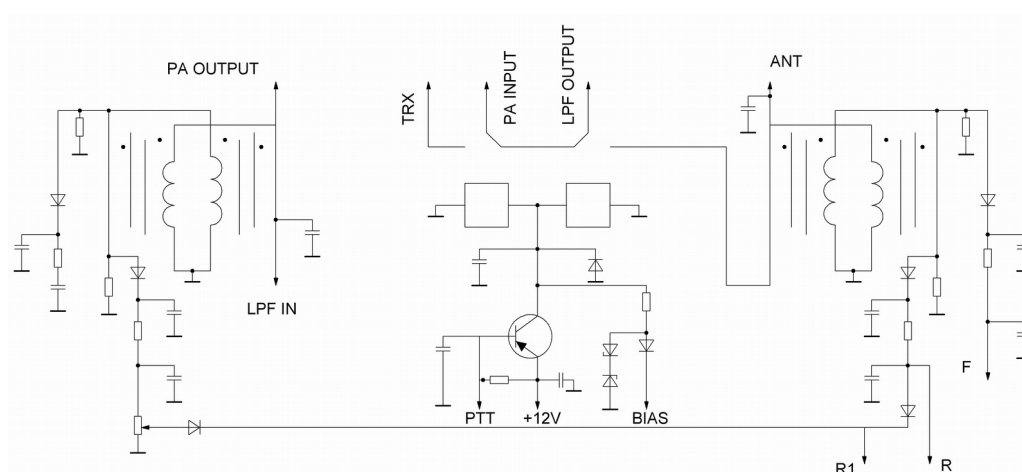 PA OUTPUT
TRX
PA INPUT
LPF OUTPUT
ANT
LPF IN
F
PTT
+12V
BIAS
R1
R